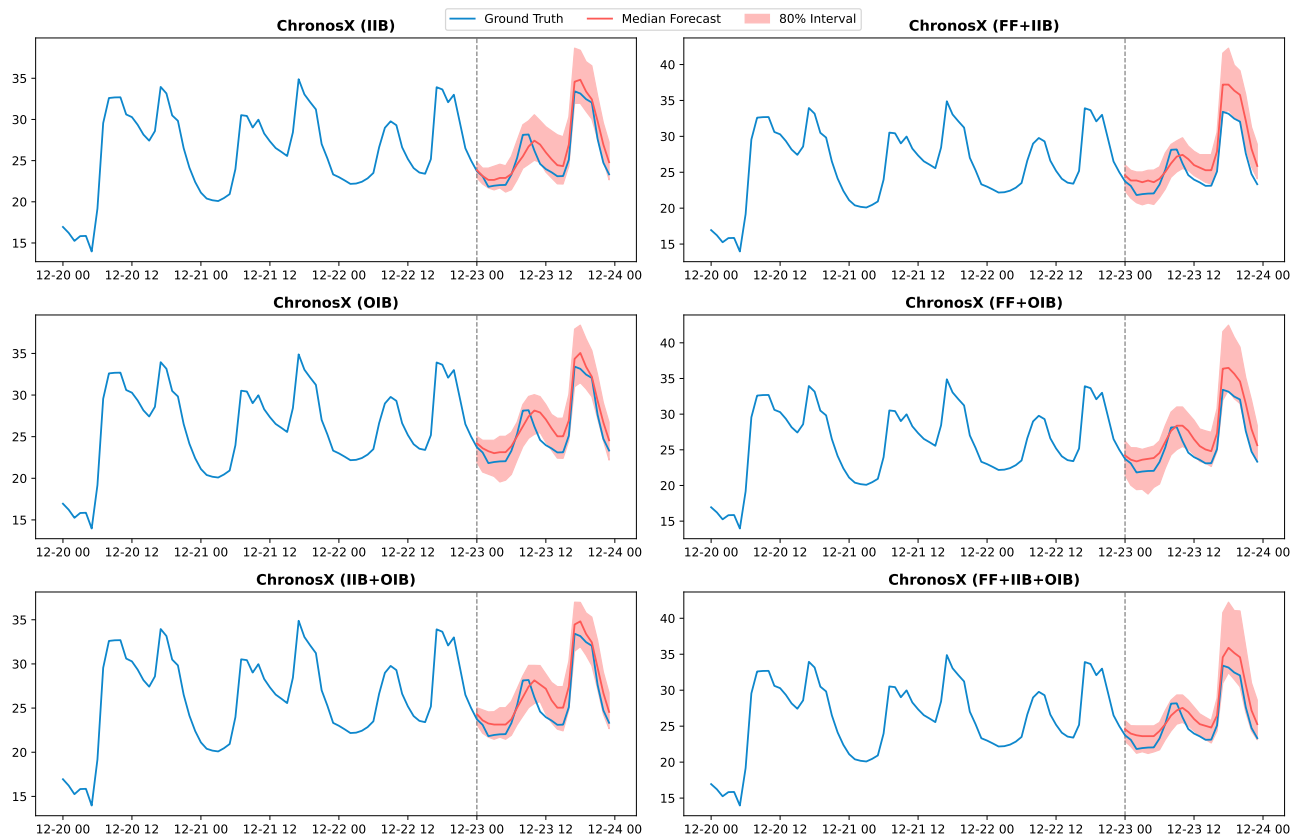 Ground Truth Median Forecast 80% Interval
ChronosX (IIB)
35
30
25
20
15
12-20 00 12-20 12 12-21 00 12-21 12 12-22 00 12-22 12 12-23 00 12-23 12 12-24 00
ChronosX (FF+IIB)
40
35
30
25
20
15
12-20 00 12-20 12 12-21 00 12-21 12 12-22 00 12-22 12 12-23 00 12-23 12 12-24 00
ChronosX (OIB)
35
30
25
20
15
12-20 00 12-20 12 12-21 00 12-21 12 12-22 00 12-22 12 12-23 00 12-23 12 12-24 00
ChronosX (FF+OIB)
40
35
30
25
20
15
12-20 00 12-20 12 12-21 00 12-21 12 12-22 00 12-22 12 12-23 00 12-23 12 12-24 00
ChronosX (IIB+OIB)
35
30
25
20
15
12-20 00 12-20 12 12-21 00 12-21 12 12-22 00 12-22 12 12-23 00 12-23 12 12-24 00
ChronosX (FF+IIB+OIB)
40
35
30
25
20
15
12-20 00 12-20 12 12-21 00 12-21 12 12-22 00 12-22 12 12-23 00 12-23 12 12-24 00